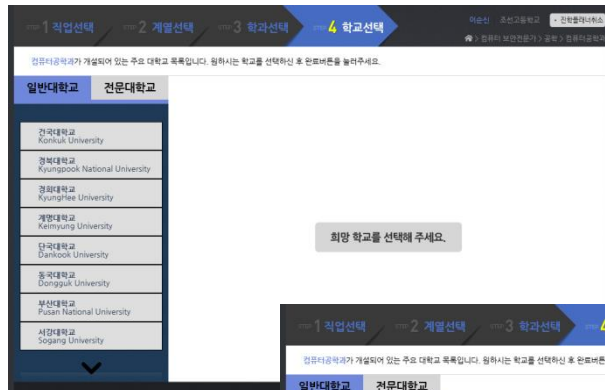 STEP 1 직업선택 STEP 2 계열선택 STEP 3 학과선택 STEP 4 학교선택
이순신 조선고등학교 • 진학플래너취소
> 컴퓨터 보안전문가 > 공학 > 컴퓨터공학과
컴퓨터공학과가 개설되어 있는 주요 대학교 목록입니다. 원하시는 학교를 선택하신 후 완료버튼을 눌러주세요.
일반대학교 전문대학교
건국대학교
Konkuk University
경북대학교
Kyungpook National University
경희대학교
KyungHee University
계명대학교
Keimyung University
단국대학교
Dankook University
동국대학교
Dongguk University
부산대학교
Pusan National University
서강대학교
Sogang University
희망 학교를 선택해 주세요.
STEP 1 직업선택 STEP 2 계열선택 STEP 3 학과선택 STEP 4
컴퓨터공학과가 개설되어 있는 주요 대학교 목록입니다. 원하시는 학교를 선택하신 후 완료버튼
일반대학교 전문대학교